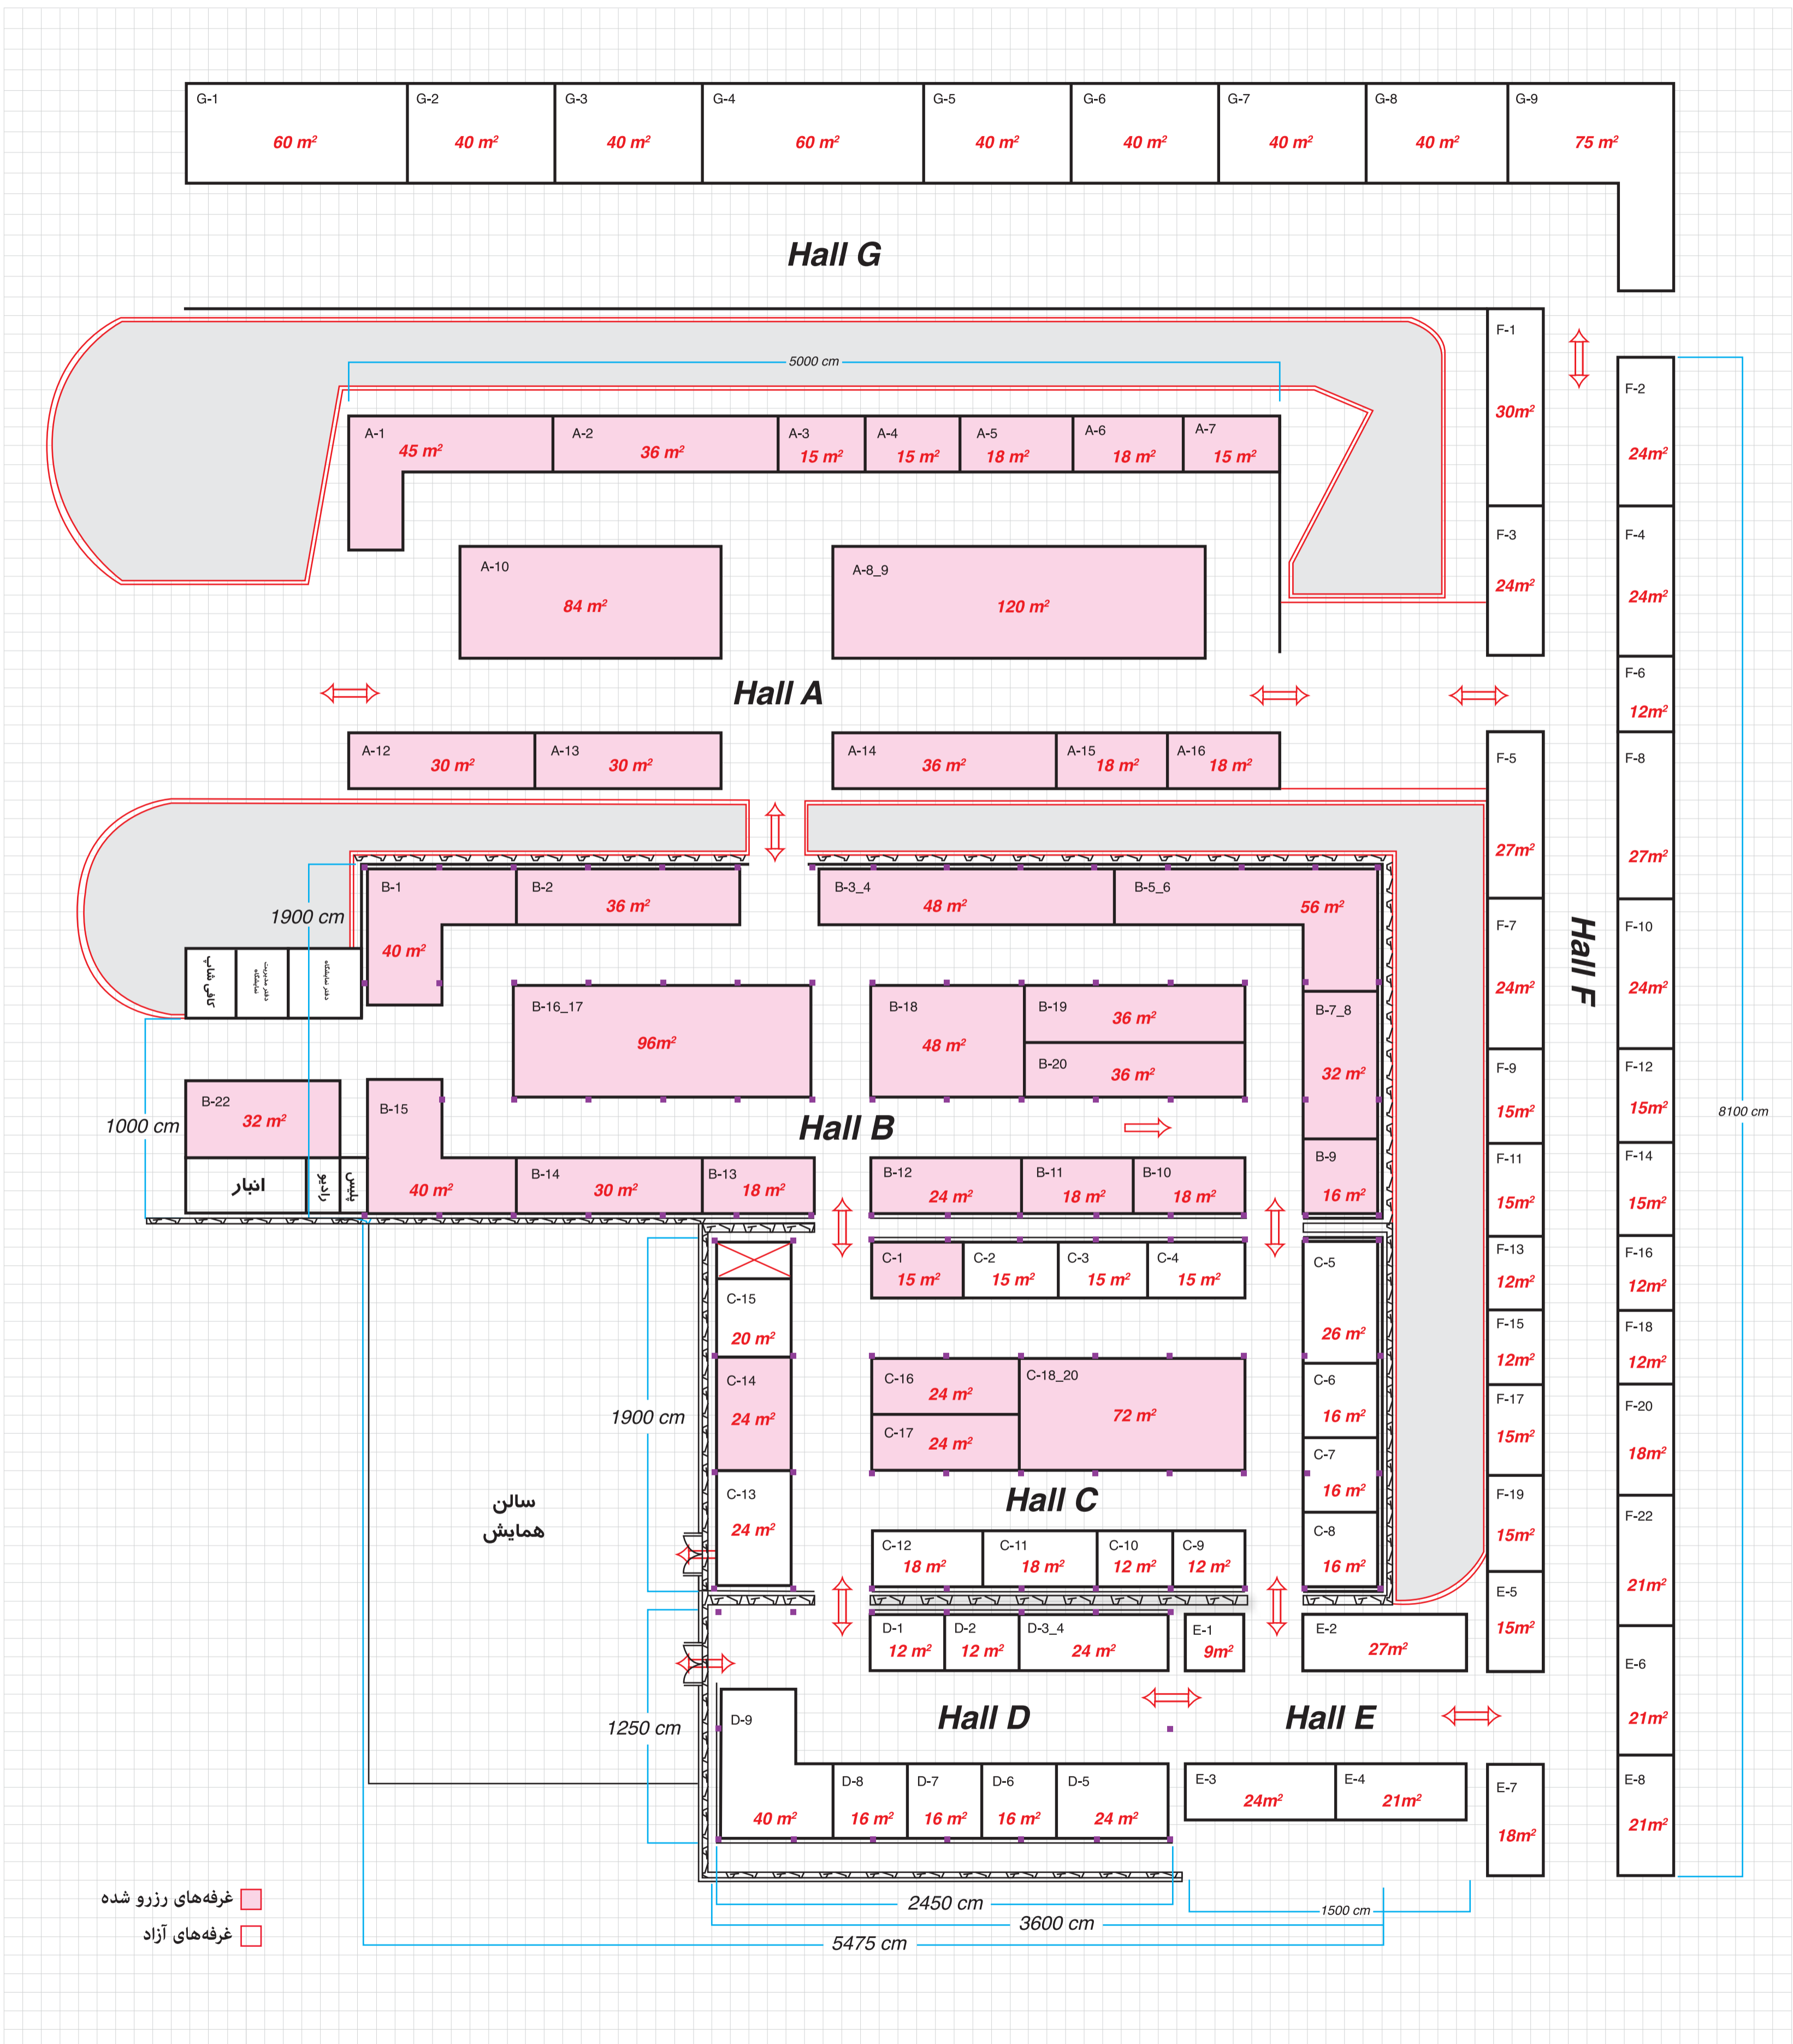 G-1
60 m²
G-2
40 m²
G-3
40 m²
G-4
60 m²
G-5
40 m²
G-6
40 m²
G-7
40 m²
G-8
40 m²
G-9
75 m²
Hall G
5000 cm
A-1
45 m²
A-2
36 m²
A-3
15 m²
A-4
15 m²
A-5
18 m²
A-6
18 m²
A-7
15 m²
A-10
84 m²
A-8_9
120 m²
Hall A
A-12
30 m²
A-13
30 m²
A-14
36 m²
A-15
18 m²
A-16
18 m²
1900 cm
B-1
40 m²
B-2
36 m²
B-3_4
48 m²
B-5_6
56 m²
کافی شاپ
دفتر مدیریت
نمایشگاه
دفتر نمایشگاه
B-16_17
96m²
B-18
48 m²
B-19
36 m²
B-20
36 m²
B-7_8
32 m²
1000 cm
B-22
32 m²
B-15
40 m²
Hall B
انبار
رادیو
پلیس
B-14
30 m²
B-13
18 m²
B-12
24 m²
B-11
18 m²
B-10
18 m²
B-9
16 m²
C-1
15 m²
C-2
15 m²
C-3
15 m²
C-4
15 m²
C-5
26 m²
C-15
20 m²
1900 cm
C-14
24 m²
C-16
24 m²
C-17
24 m²
C-18_20
72 m²
C-6
16 m²
C-7
16 m²
C-13
24 m²
Hall C
سالن
همایش
C-12
18 m²
C-11
18 m²
C-10
12 m²
C-9
12 m²
C-8
16 m²
D-1
12 m²
D-2
12 m²
D-3_4
24 m²
E-1
9m²
E-2
27m²
1250 cm
D-9
40 m²
Hall D
Hall E
D-8
16 m²
D-7
16 m²
D-6
16 m²
D-5
24 m²
E-3
24m²
E-4
21m²
F-1
30m²
F-3
24m²
F-5
27m²
F-7
24m²
F-9
15m²
F-11
15m²
F-13
12m²
F-15
12m²
F-17
15m²
F-19
15m²
E-5
15m²
E-7
18m²
Hall F
F-2
24m²
F-4
24m²
F-6
12m²
F-8
27m²
F-10
24m²
F-12
15m²
F-14
15m²
F-16
12m²
F-18
12m²
F-20
18m²
F-22
21m²
E-6
21m²
E-8
21m²
8100 cm
غرفه‌های رزرو شده
غرفه‌های آزاد
2450 cm
1500 cm
3600 cm
5475 cm